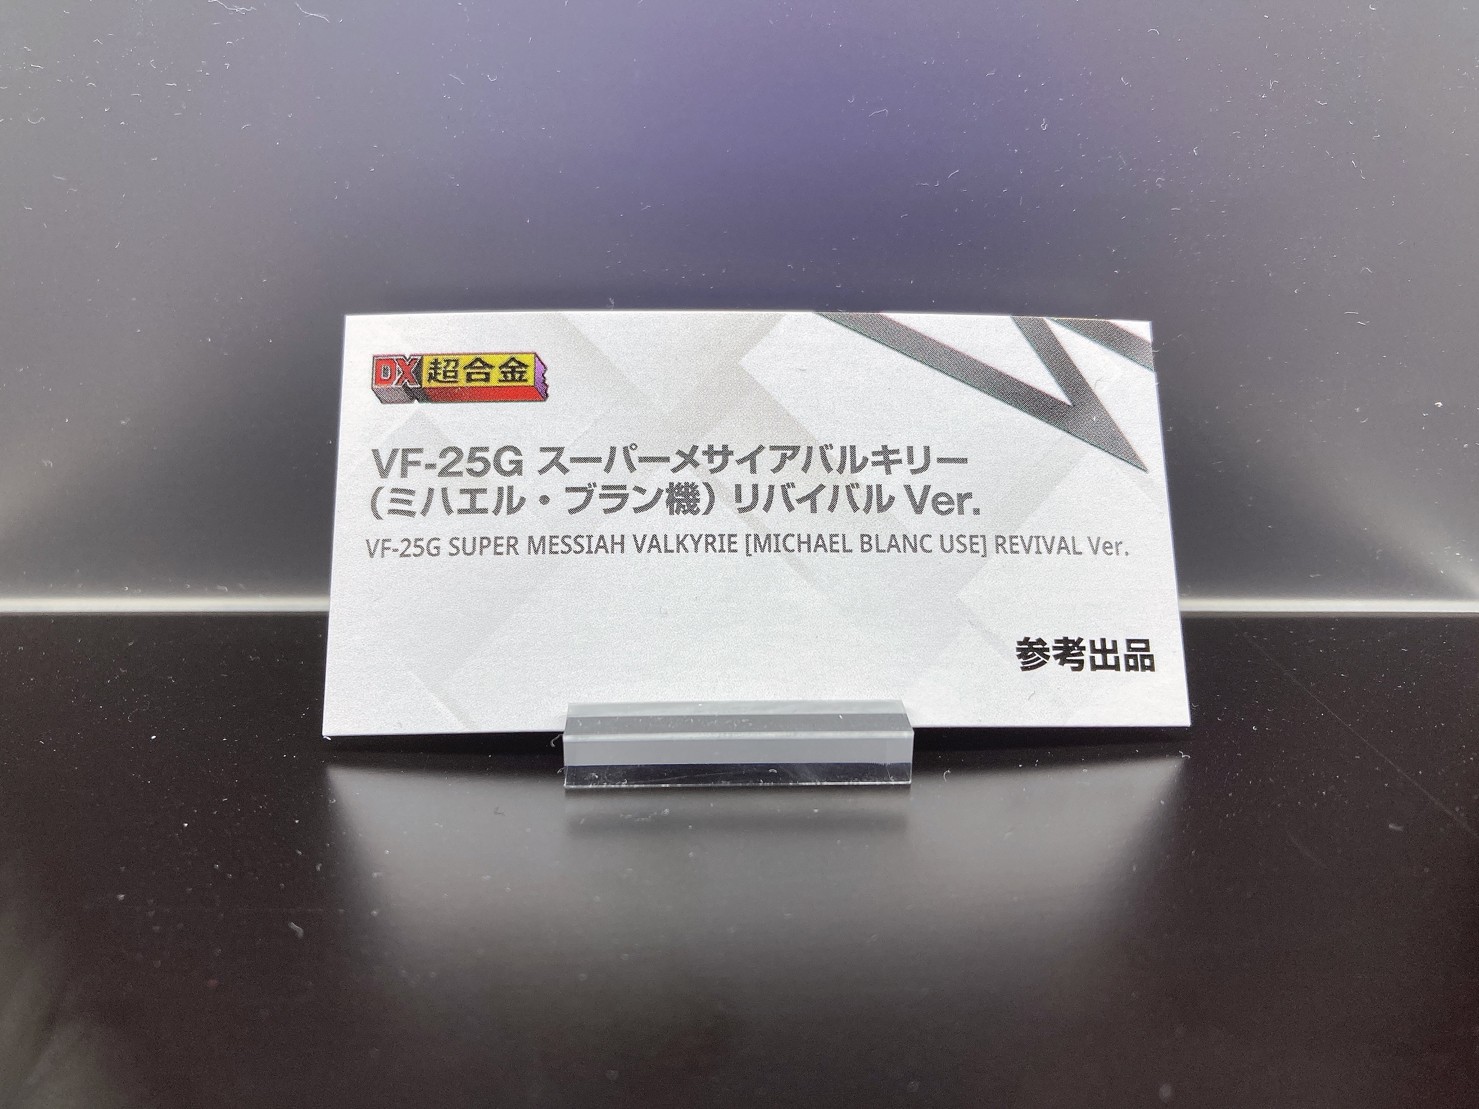 DX超合金
VF-25G スーパーメサイアバルキリー
（ミハエル・ブラン機）リバイバル Ver.
VF-25G SUPER MESSIAH VALKYRIE [MICHAEL BLANC USE] REVIVAL Ver.
参考出品